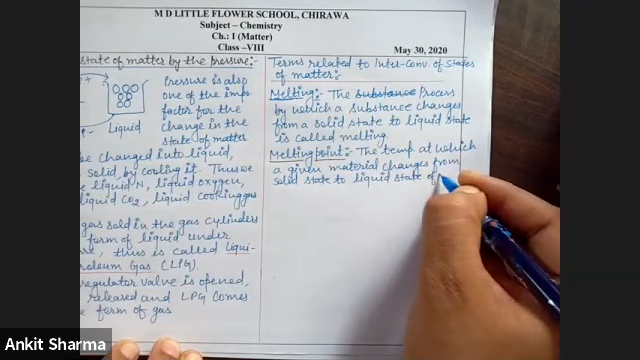 M D LITTLE FLOWER SCHOOL, CHIRAWA
Subject – Chemistry
Ch.: I (Matter)
Class –VIII
May 30, 2020
state of matter by the pressure:-
Pressure is also
one of the imp.
factor for the
change in the
state of matter
Liquid
be changed into liquid,
solid by cooling it. Thus we
liquid N, liquid oxygen,
liquid CO2, liquid cooking gas
gas sold in the gas cylinders
form of liquid under
thus is called Liqui-
roleum Gas (LPG).
regulator valve is opened,
released and LPG comes
form of gas
Terms related to Inter-Conv. of States
of matter:-
Melting:- The substance Process
by which a substance changes
from a solid state to liquid state
is called melting.
Melting point:- The temp. at which
a given material changes from
solid state to liquid state
Ankit Sharma